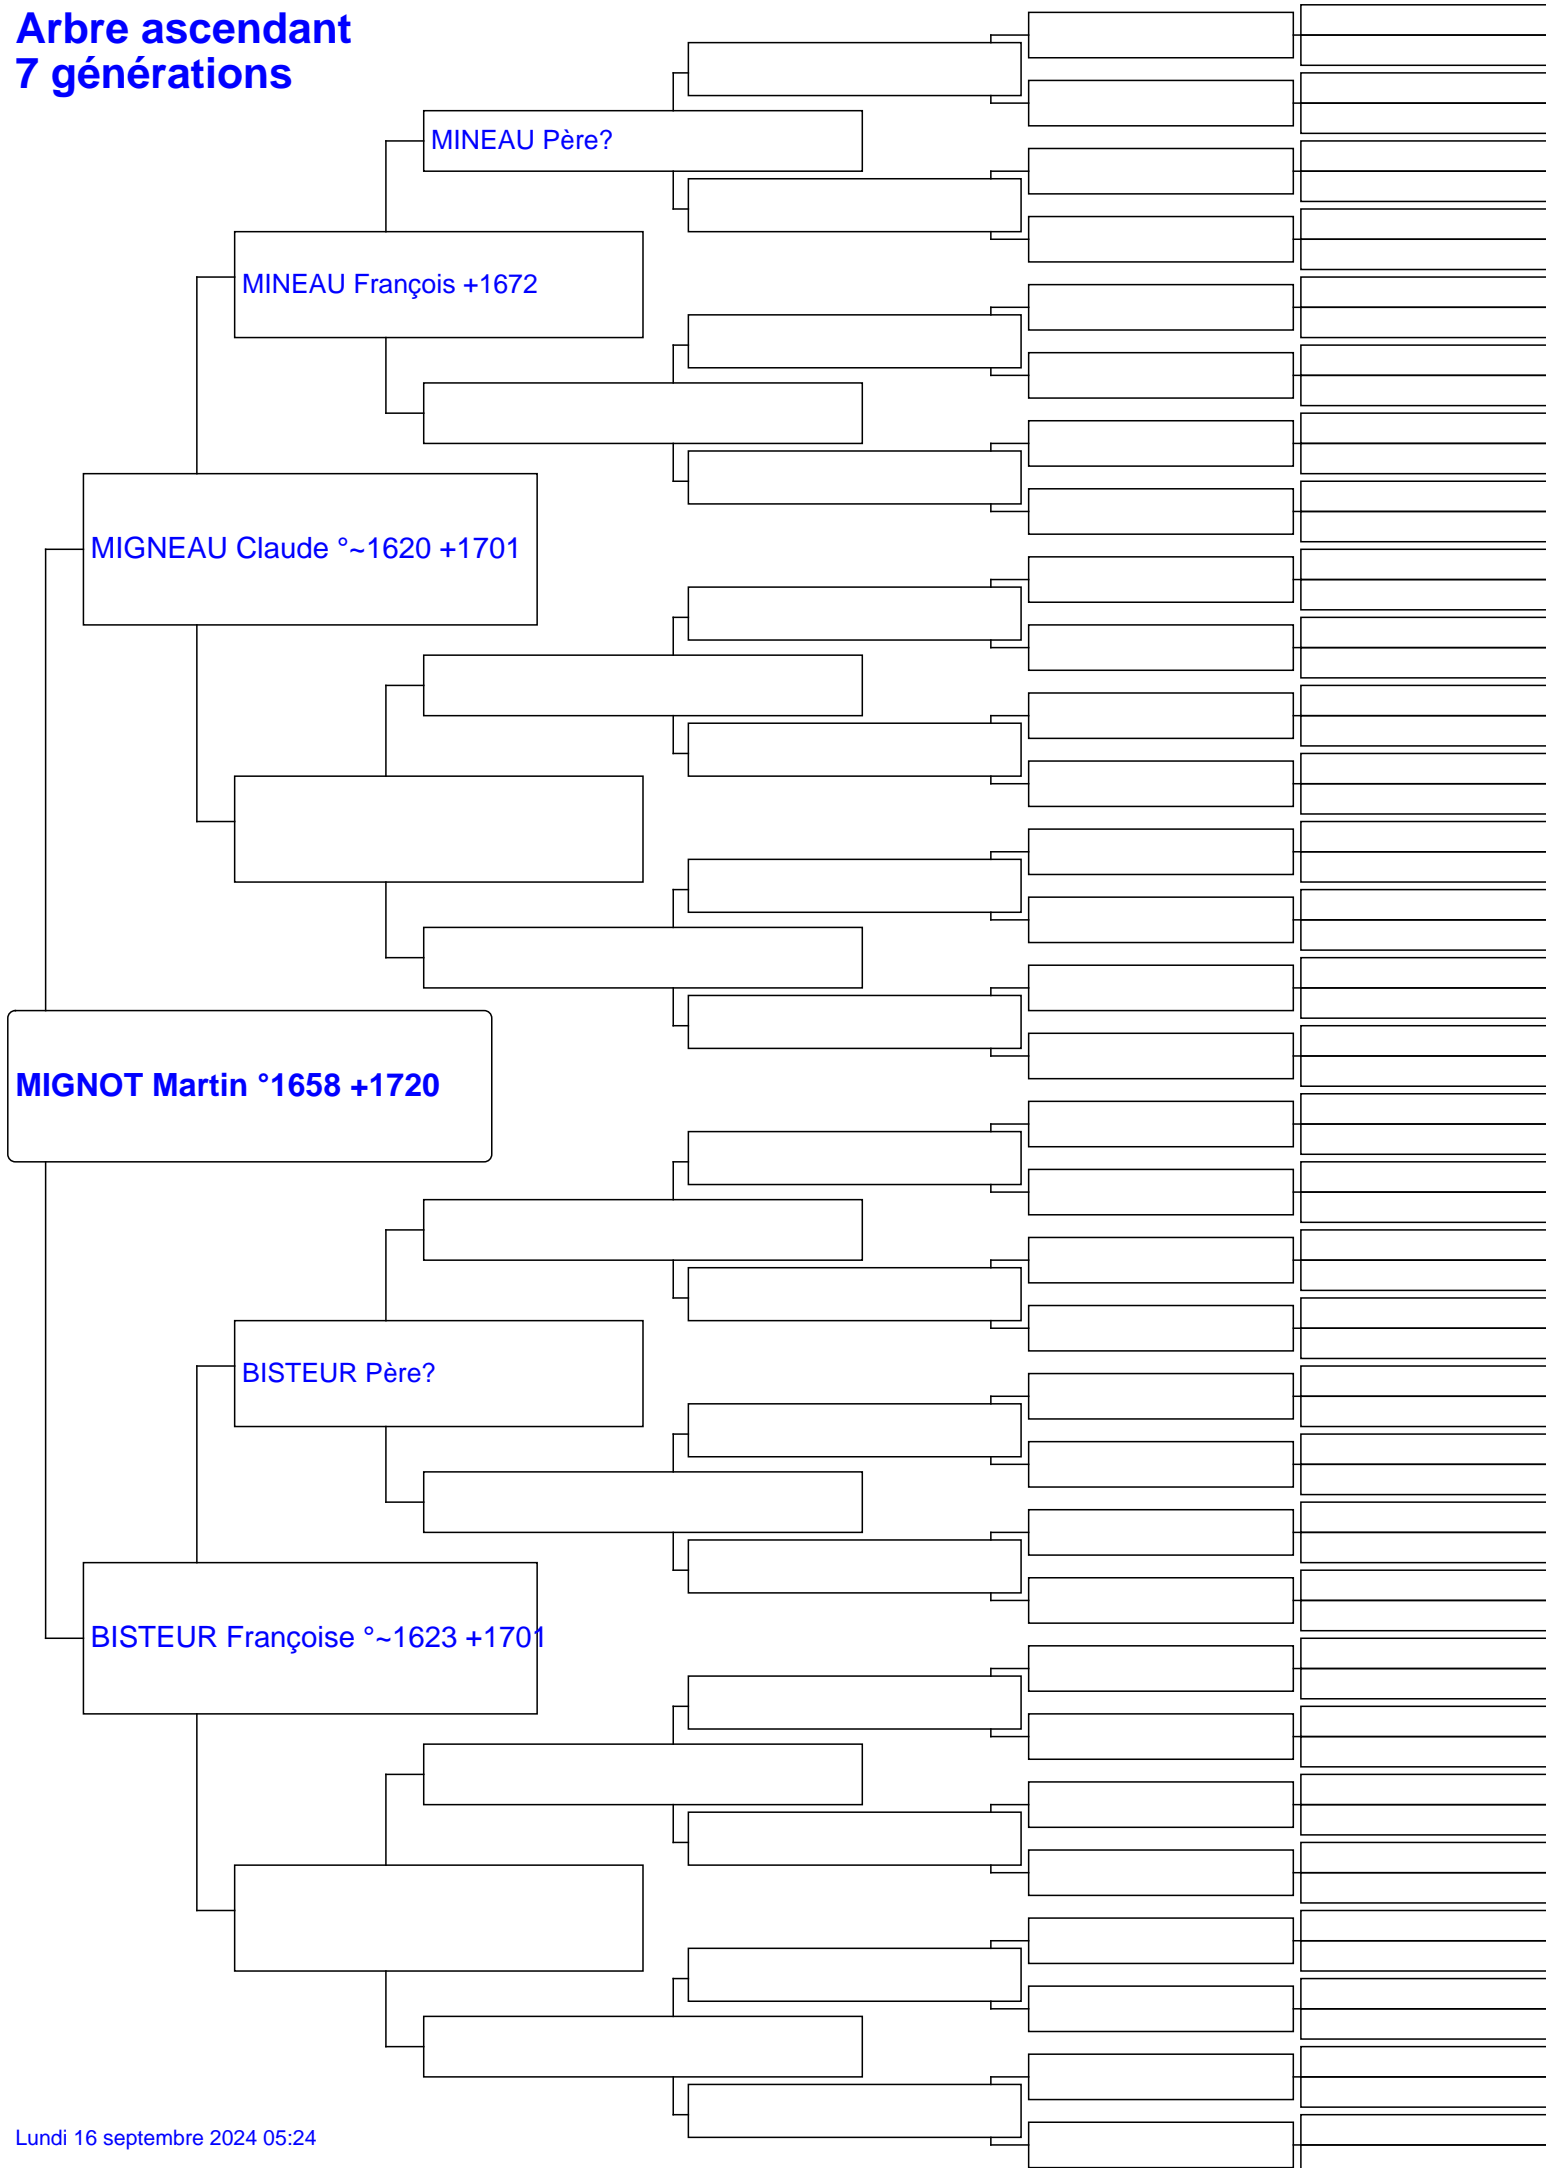 Arbre ascendant
7 générations
MINEAU Père?
MINEAU François +1672
MIGNEAU Claude °~1620 +1701
MIGNOT Martin °1658 +1720
BISTEUR Père?
BISTEUR Françoise °~1623 +1701
Lundi 16 septembre 2024 05:24